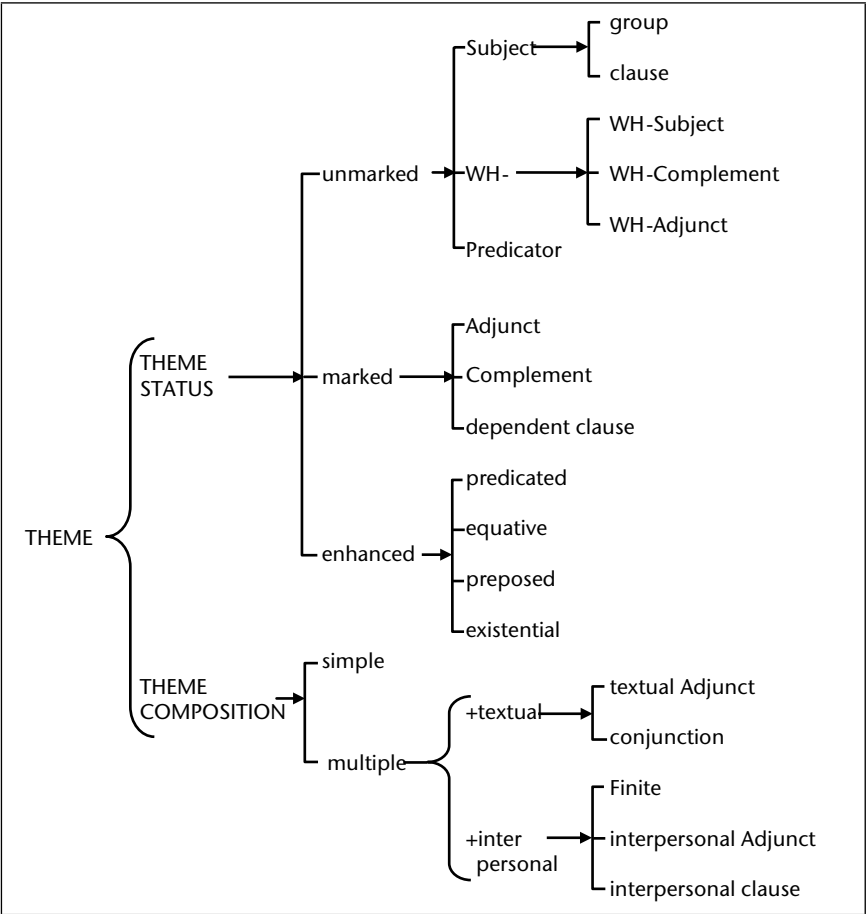 group
Subject
clause
WH-Subject
unmarked
WH-
WH-Complement
WH-Adjunct
Predicator
Adjunct
THEME
STATUS
marked
Complement
dependent clause
predicated
equative
THEME
enhanced
preposed
existential
simple
THEME
COMPOSITION
textual Adjunct
+textual
conjunction
multiple
Finite
+inter
personal
interpersonal Adjunct
interpersonal clause